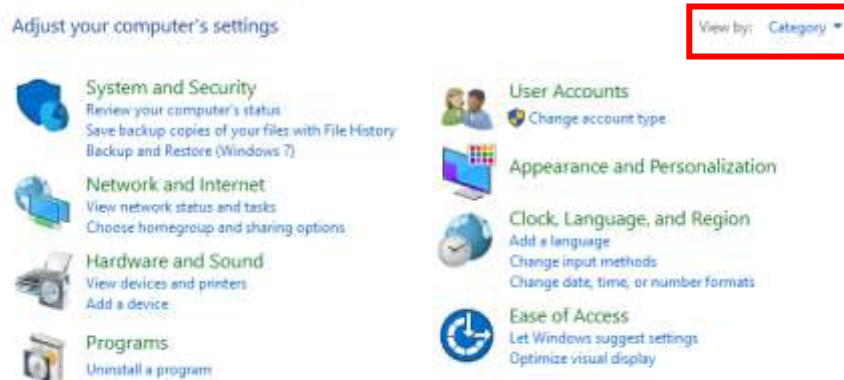 Adjust your computer's settings
View by: Category
System and Security
Review your computer's status
Save backup copies of your files with File History
Backup and Restore (Windows 7)
Network and Internet
View network status and tasks
Choose homegroup and sharing options
Hardware and Sound
View devices and printers
Add a device
Programs
Uninstall a program
User Accounts
Change account type
Appearance and Personalization
Clock, Language, and Region
Add a language
Change input methods
Change date, time, or number formats
Ease of Access
Let Windows suggest settings
Optimize visual display